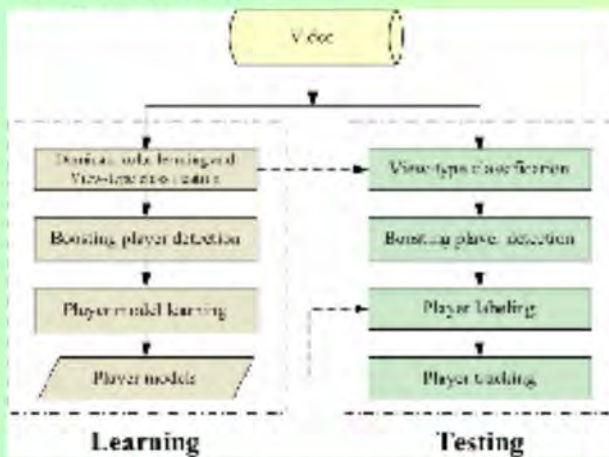 Video
Dominant color learning and
View-type classification
Boosting player detection
Player model learning
Player models
Learning
View-type classification
Boosting player detection
Player labeling
Player tracking
Testing